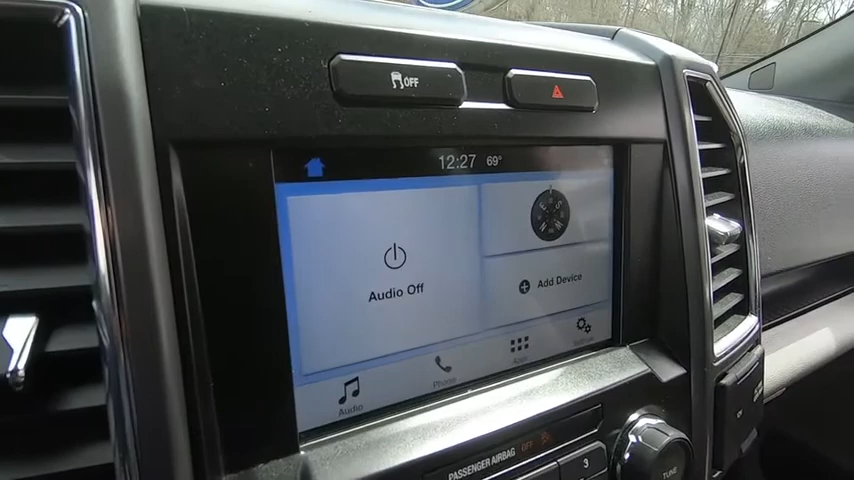 OFF
12:27 69°
Audio Off
Add Device
Audio
Phone
Apps
Settings
PASSENGER AIRBAG OFF
3
TUNE